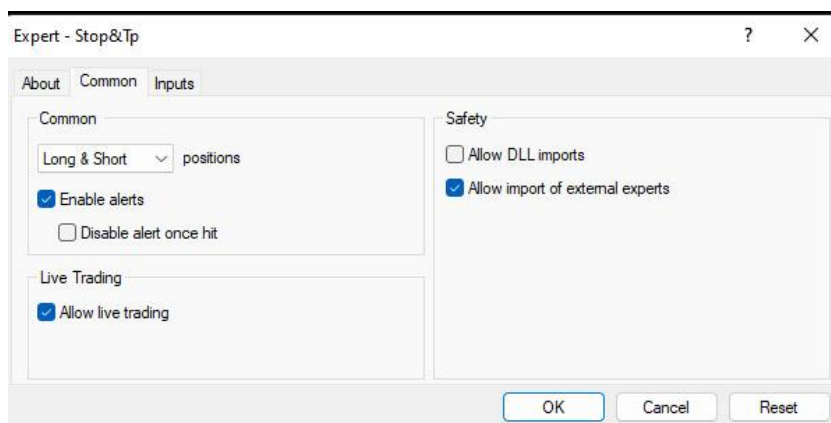 Expert - Stop&Tp
? ×
About Common Inputs
Common
Long & Short positions
Enable alerts
Disable alert once hit
Live Trading
Allow live trading
Safety
Allow DLL imports
Allow import of external experts
OK Cancel Reset